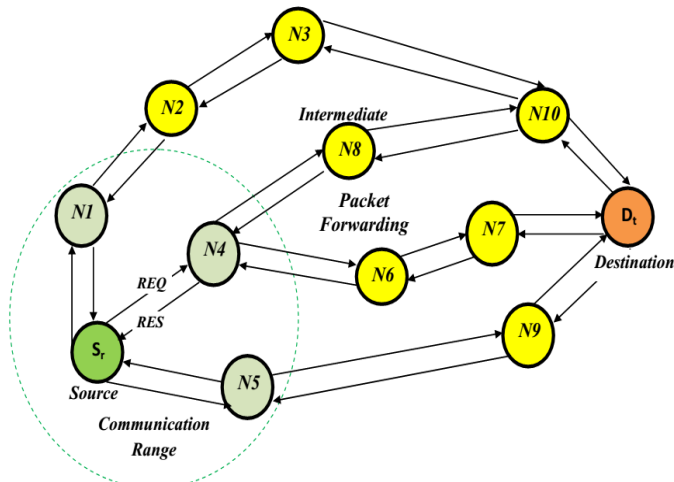 N3
N2
Intermediate
N10
N8
N1
Packet
Forwarding
N4
N7
Dt
N6
Destination
REQ
RES
N9
Sr
N5
Source
Communication
Range